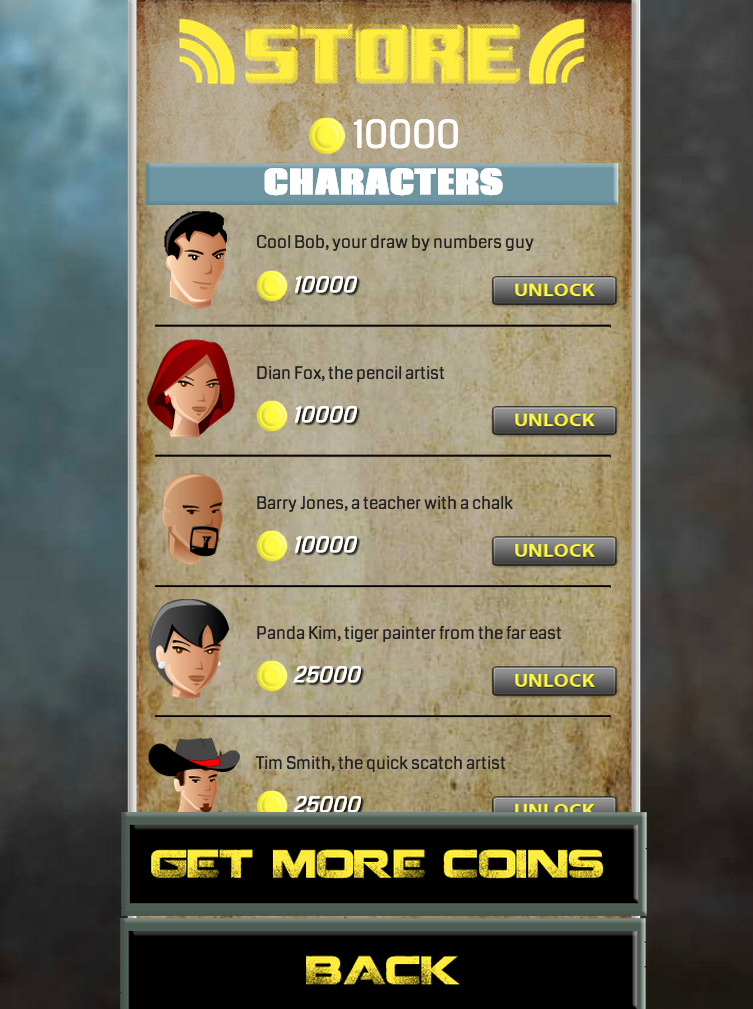 STORE
10000
CHARACTERS
Cool Bob, your draw by numbers guy
10000
UNLOCK
Dian Fox, the pencil artist
10000
UNLOCK
Barry Jones, a teacher with a chalk
10000
UNLOCK
Panda Kim, tiger painter from the far east
25000
UNLOCK
Tim Smith, the quick scatch artist
25000
UNLOCK
GET MORE COINS
BACK